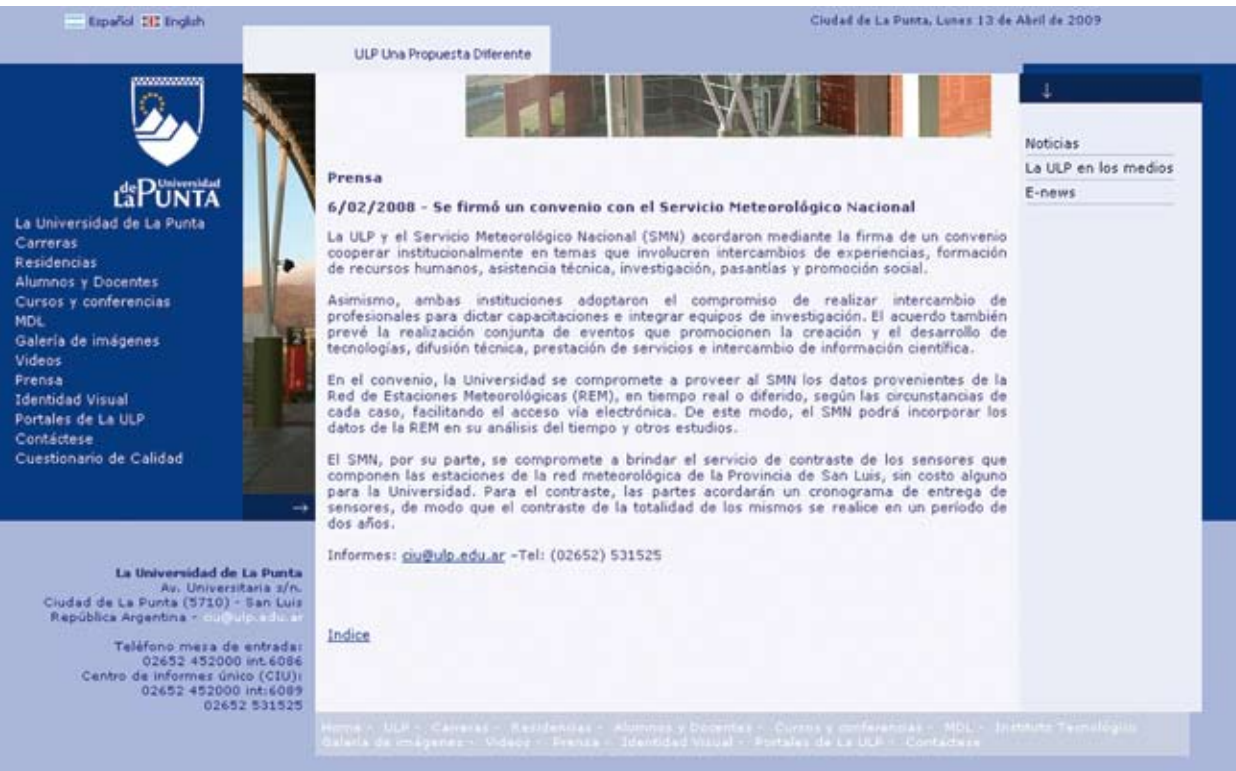 Español English
Ciudad de La Punta, Lunes 13 de Abril de 2009
ULP Una Propuesta Diferente
Universidad
de La PUNTA
La Universidad de La Punta
Carreras
Residencias
Alumnos y Docentes
Cursos y conferencias
MDL
Galería de imágenes
Videos
Prensa
Identidad Visual
Portales de La ULP
Contáctese
Cuestionario de Calidad
→
La Universidad de La Punta
Av. Universitaria s/n.
Ciudad de La Punta (5710) - San Luis
República Argentina - ciu@ulp.edu.ar
Teléfono mesa de entrada:
02652 452000 int.6086
Centro de informes único (CIU):
02652 452000 int:6089
02652 531525
Prensa
6/02/2008 - Se firmó un convenio con el Servicio Meteorológico Nacional
La ULP y el Servicio Meteorológico Nacional (SMN) acordaron mediante la firma de un convenio
cooperar institucionalmente en temas que involucren intercambios de experiencias, formación
de recursos humanos, asistencia técnica, investigación, pasantías y promoción social.
Asimismo, ambas instituciones adoptaron el compromiso de realizar intercambio de
profesionales para dictar capacitaciones e integrar equipos de investigación. El acuerdo también
prevé la realización conjunta de eventos que promocionen la creación y el desarrollo de
tecnologías, difusión técnica, prestación de servicios e intercambio de información científica.
En el convenio, la Universidad se compromete a proveer al SMN los datos provenientes de la
Red de Estaciones Meteorológicas (REM), en tiempo real o diferido, según las circunstancias de
cada caso, facilitando el acceso vía electrónica. De este modo, el SMN podrá incorporar los
datos de la REM en su análisis del tiempo y otros estudios.
El SMN, por su parte, se compromete a brindar el servicio de contraste de los sensores que
componen las estaciones de la red meteorológica de la Provincia de San Luis, sin costo alguno
para la Universidad. Para el contraste, las partes acordarán un cronograma de entrega de
sensores, de modo que el contraste de la totalidad de los mismos se realice en un período de
dos años.
Informes: ciu@ulp.edu.ar -Tel: (02652) 531525
Indice
↓
Noticias
La ULP en los medios
E-news
Home - ULP - Carreras - Residencias - Alumnos y Docentes - Cursos y conferencias - MDL - Instituto Tecnológico
Galería de imágenes - Videos - Prensa - Identidad Visual - Portales de La ULP - Contáctese